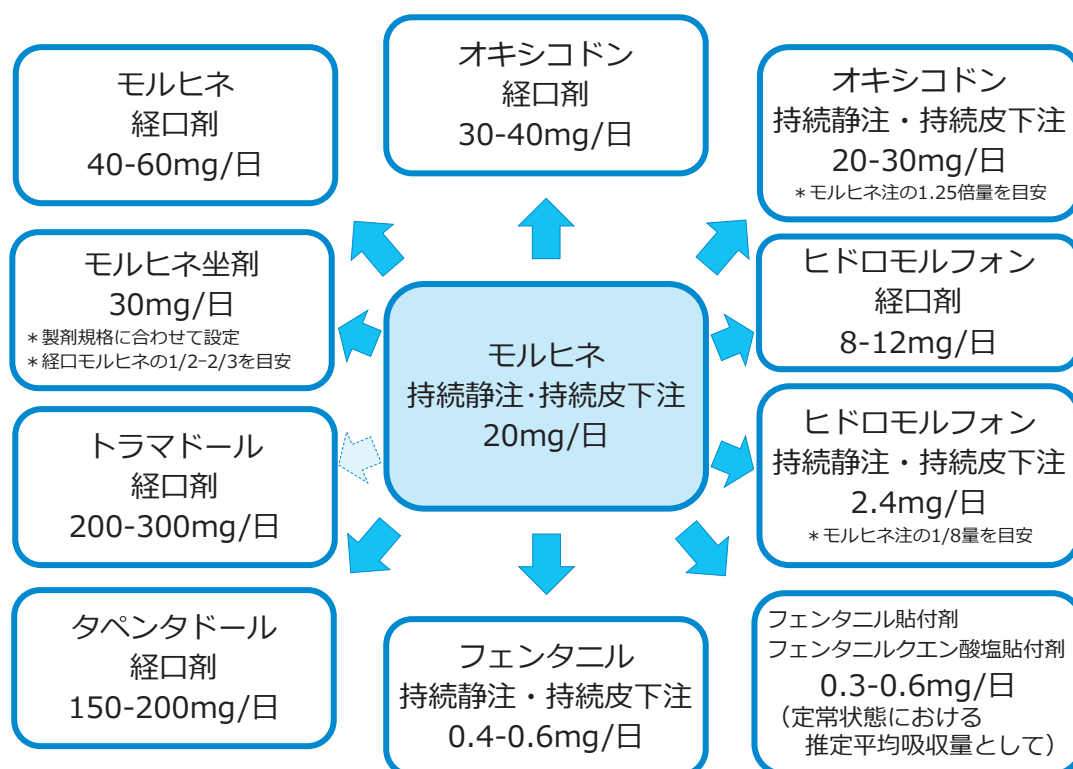 モルヒネ
経口剤
40-60mg/日
オキシコドン
経口剤
30-40mg/日
オキシコドン
持続静注・持続皮下注
20-30mg/日
＊モルヒネ注の1.25倍量を目安
モルヒネ坐剤
30mg/日
＊製剤規格に合わせて設定
＊経口モルヒネの1/2–2/3を目安
モルヒネ
持続静注･持続皮下注
20mg/日
ヒドロモルフォン
経口剤
8-12mg/日
トラマドール
経口剤
200-300mg/日
ヒドロモルフォン
持続静注・持続皮下注
2.4mg/日
＊モルヒネ注の1/8量を目安
タペンタドール
経口剤
150-200mg/日
フェンタニル
持続静注・持続皮下注
0.4-0.6mg/日
フェンタニル貼付剤
フェンタニルクエン酸塩貼付剤
0.3-0.6mg/日
（定常状態における
推定平均吸収量として）